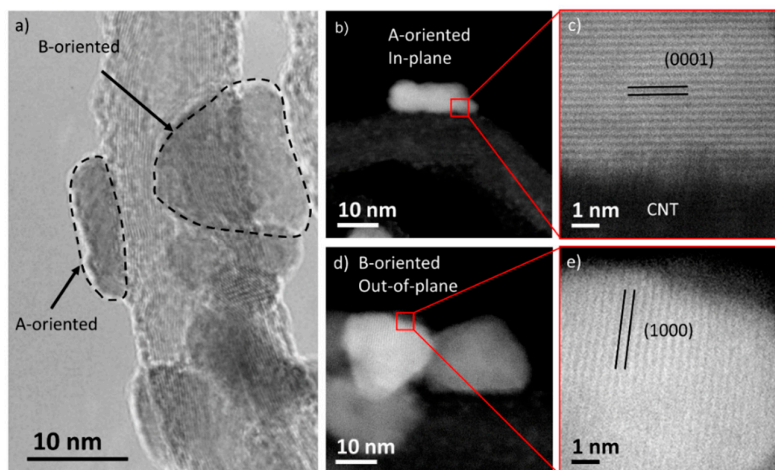 a)
B-oriented
A-oriented
10 nm
b)
A-oriented
In-plane
10 nm
c)
(0001)
CNT
1 nm
d)
B-oriented
Out-of-plane
10 nm
e)
(1000)
1 nm